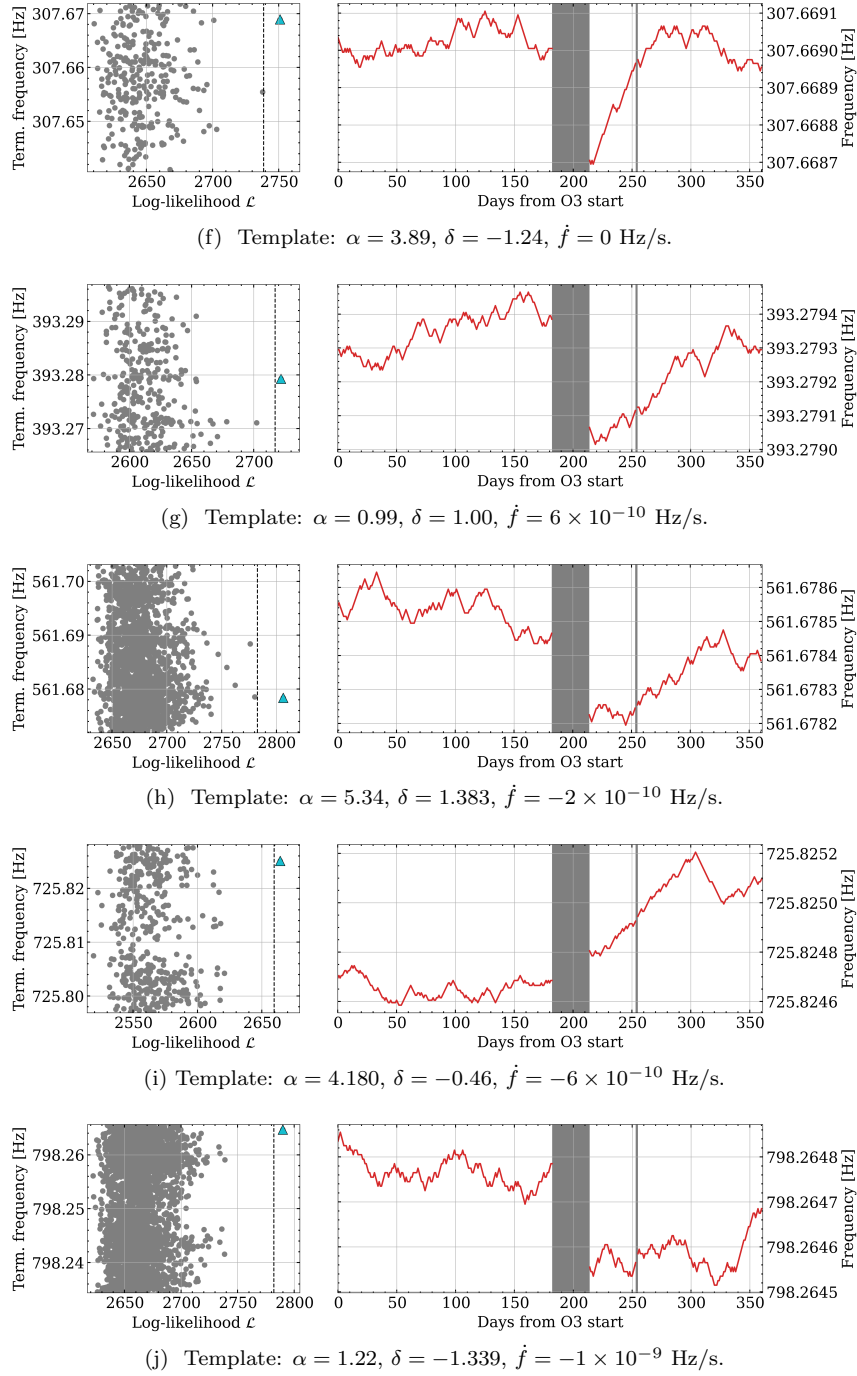 307.67
307.66
307.65
Term. frequency [Hz]
2650 2700 2750
Log-likelihood ℒ
307.6691
307.6690
307.6689
307.6688
307.6687
Frequency [Hz]
0 50 100 150 200 250 300 350
Days from O3 start
(f) Template: α = 3.89, δ = −1.24, ḟ = 0 Hz/s.
393.29
393.28
393.27
Term. frequency [Hz]
2600 2650 2700
Log-likelihood ℒ
393.2794
393.2793
393.2792
393.2791
393.2790
Frequency [Hz]
0 50 100 150 200 250 300 350
Days from O3 start
(g) Template: α = 0.99, δ = 1.00, ḟ = 6 × 10⁻¹⁰ Hz/s.
561.70
561.69
561.68
Term. frequency [Hz]
2650 2700 2750 2800
Log-likelihood ℒ
561.6786
561.6785
561.6784
561.6783
561.6782
Frequency [Hz]
0 50 100 150 200 250 300 350
Days from O3 start
(h) Template: α = 5.34, δ = 1.383, ḟ = −2 × 10⁻¹⁰ Hz/s.
725.82
725.81
725.80
Term. frequency [Hz]
2550 2600 2650
Log-likelihood ℒ
725.8252
725.8250
725.8248
725.8246
Frequency [Hz]
0 50 100 150 200 250 300 350
Days from O3 start
(i) Template: α = 4.180, δ = −0.46, ḟ = −6 × 10⁻¹⁰ Hz/s.
798.26
798.25
798.24
Term. frequency [Hz]
2650 2700 2750 2800
Log-likelihood ℒ
798.2648
798.2647
798.2646
798.2645
Frequency [Hz]
0 50 100 150 200 250 300 350
Days from O3 start
(j) Template: α = 1.22, δ = −1.339, ḟ = −1 × 10⁻⁹ Hz/s.